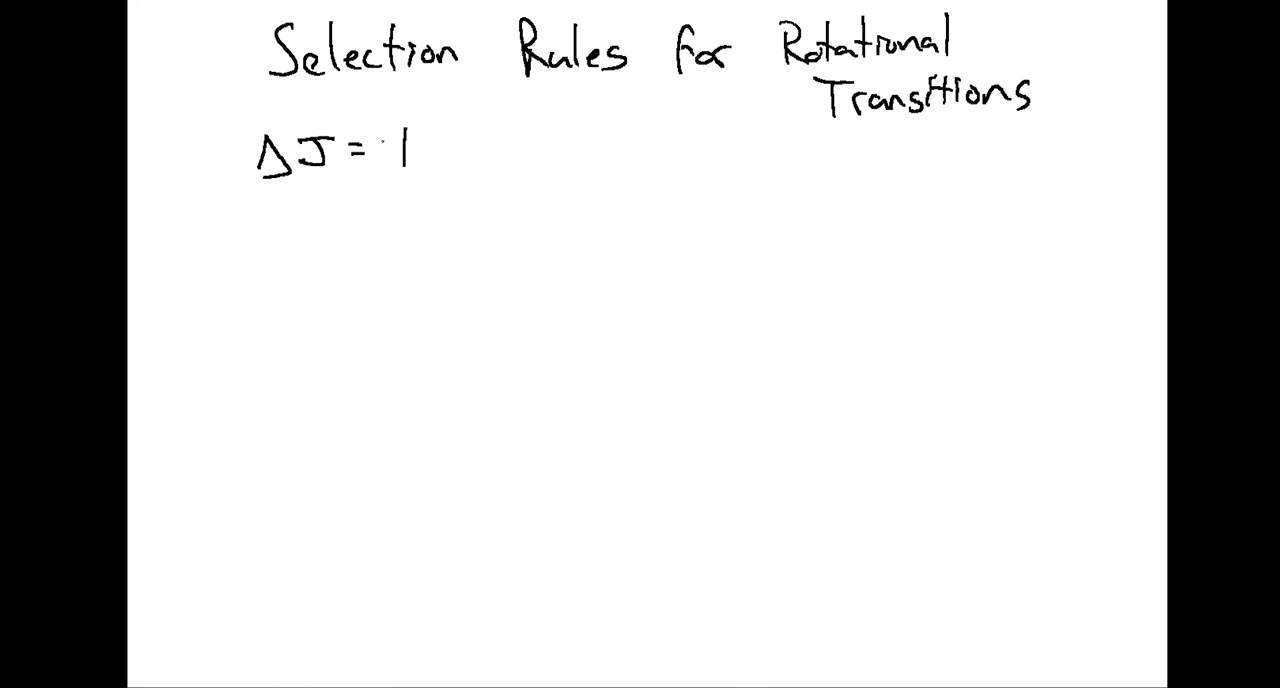 Selection Rules for Rotational
Transitions
ΔJ = 1